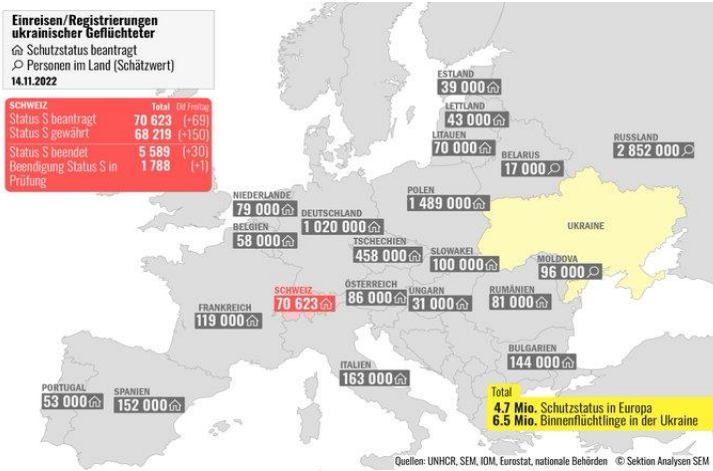 Einreisen/Registrierungen
ukrainischer Geflüchteter
Schutzstatus beantragt
Personen im Land (Schätzwert)
14.11.2022
SCHWEIZ Total Dif Freitag
Status S beantragt 70 623 (+69)
Status S gewährt 68 219 (+150)
Status S beendet 5 589 (+30)
Beendigung Status S in 1 788 (+1)
Prüfung
ESTLAND
39 000
LETTLAND
43 000
LITAUEN
70 000
RUSSLAND
2 852 000
BELARUS
17 000
POLEN
1 489 000
NIEDERLANDE
79 000
DEUTSCHLAND
1 020 000
BELGIEN
58 000
UKRAINE
TSCHECHIEN
458 000
SLOWAKEI
100 000
MOLDOVA
96 000
SCHWEIZ
70 623
ÖSTERREICH
86 000
UNGARN
31 000
RUMÄNIEN
81 000
FRANKREICH
119 000
BULGARIEN
144 000
ITALIEN
163 000
PORTUGAL
53 000
SPANIEN
152 000
Total
4.7 Mio. Schutzstatus in Europa
6.5 Mio. Binnenflüchtlinge in der Ukraine
Quellen: UNHCR, SEM, IOM, Eurostat, nationale Behörden © Sektion Analysen SEM